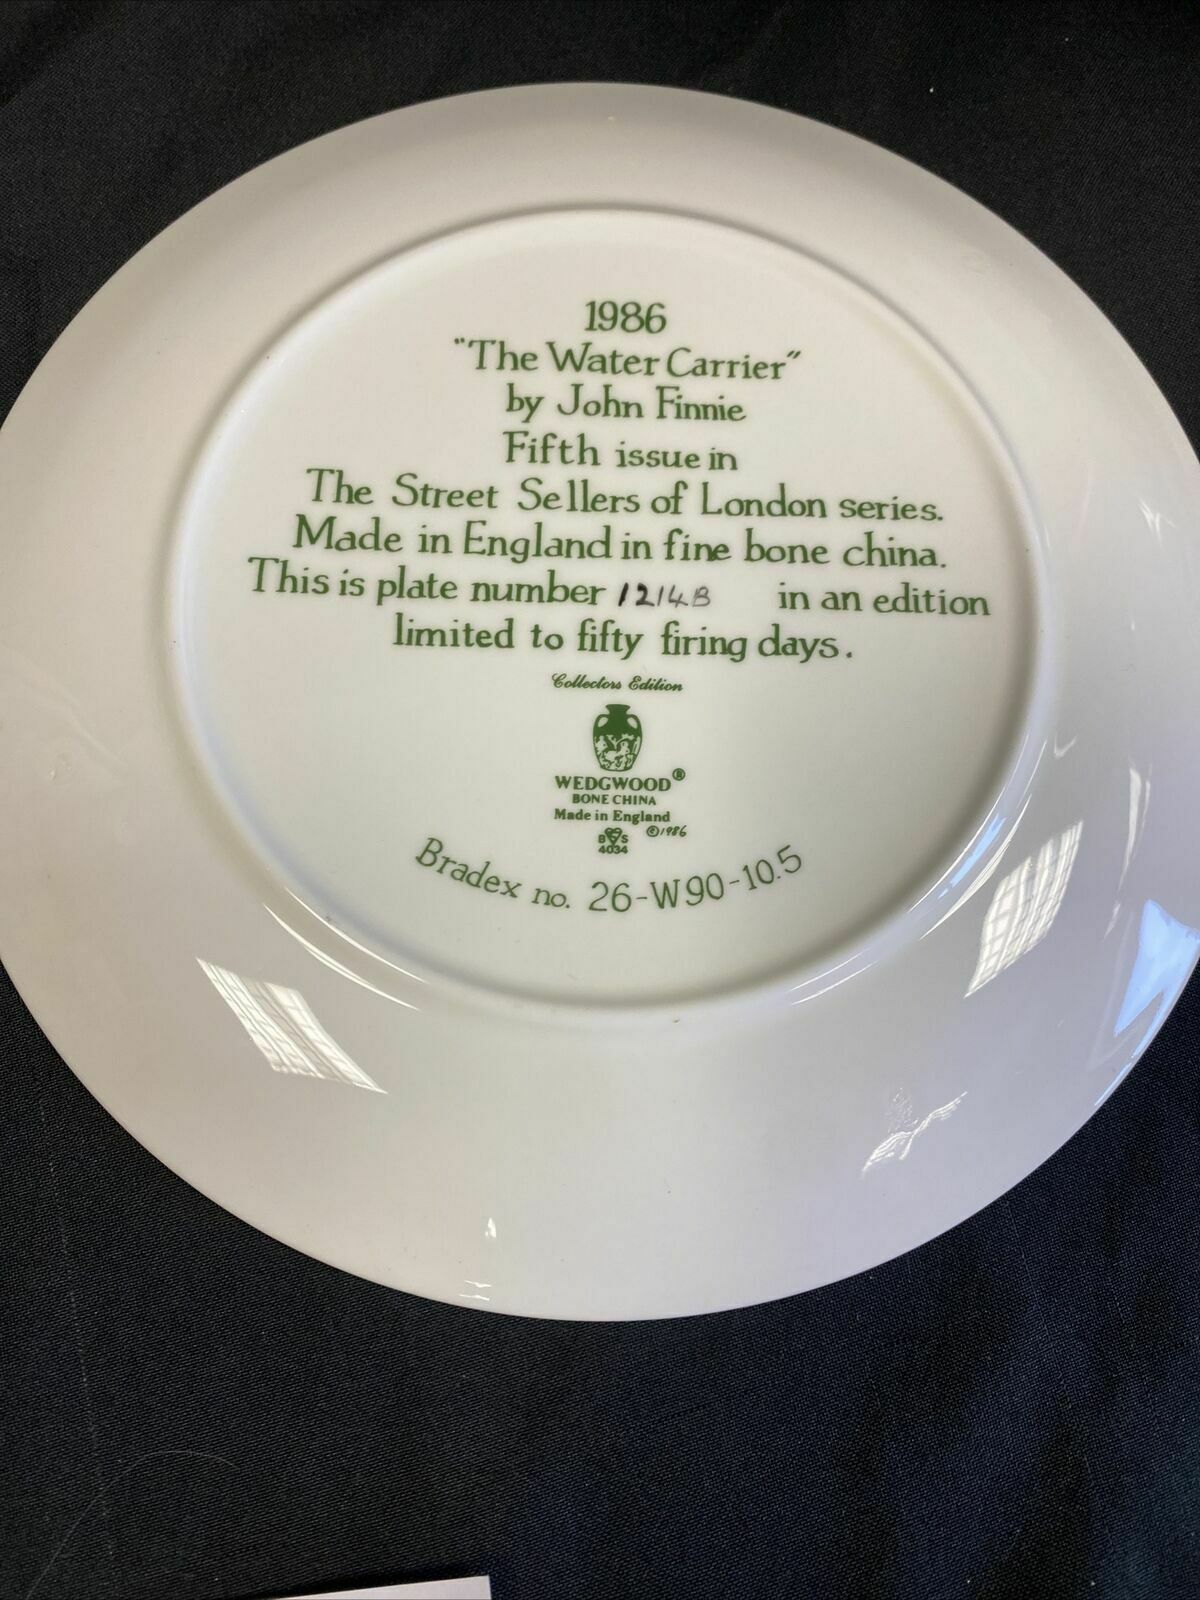 1986
"The Water Carrier"
by John Finnie
Fifth issue in
The Street Sellers of London series.
Made in England in fine bone china.
This is plate number 1214B in an edition
limited to fifty firing days.
Collectors Edition
WEDGWOOD®
BONE CHINA
Made in England
©1986
B S
4034
Bradex no. 26-W90-10.5